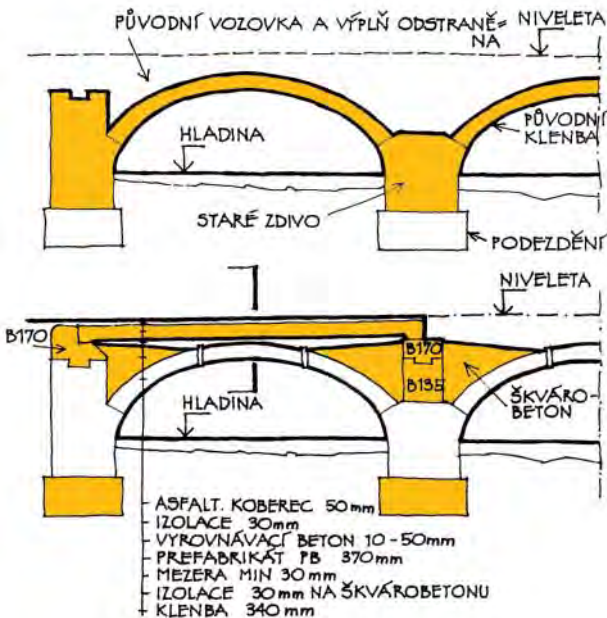 PŮVODNÍ VOZOVKA A VÝPLŇ ODSTRANĚ=
NA
NIVELETA
HLADINA
PŮVODNÍ
KLENBA
STARÉ ZDIVO
PODEZDĚNÍ
NIVELETA
B170
B170
B135
HLADINA
ŠKVÁRO-
BETON
ASFALT. KOBEREC 50mm
IZOLACE 30mm
VYROVNÁVACÍ BETON 10-50mm
PREFABRIKÁT PB 370mm
MEZERA MIN 30mm
IZOLACE 30mm NA ŠKVÁROBETONU
KLENBA 340mm